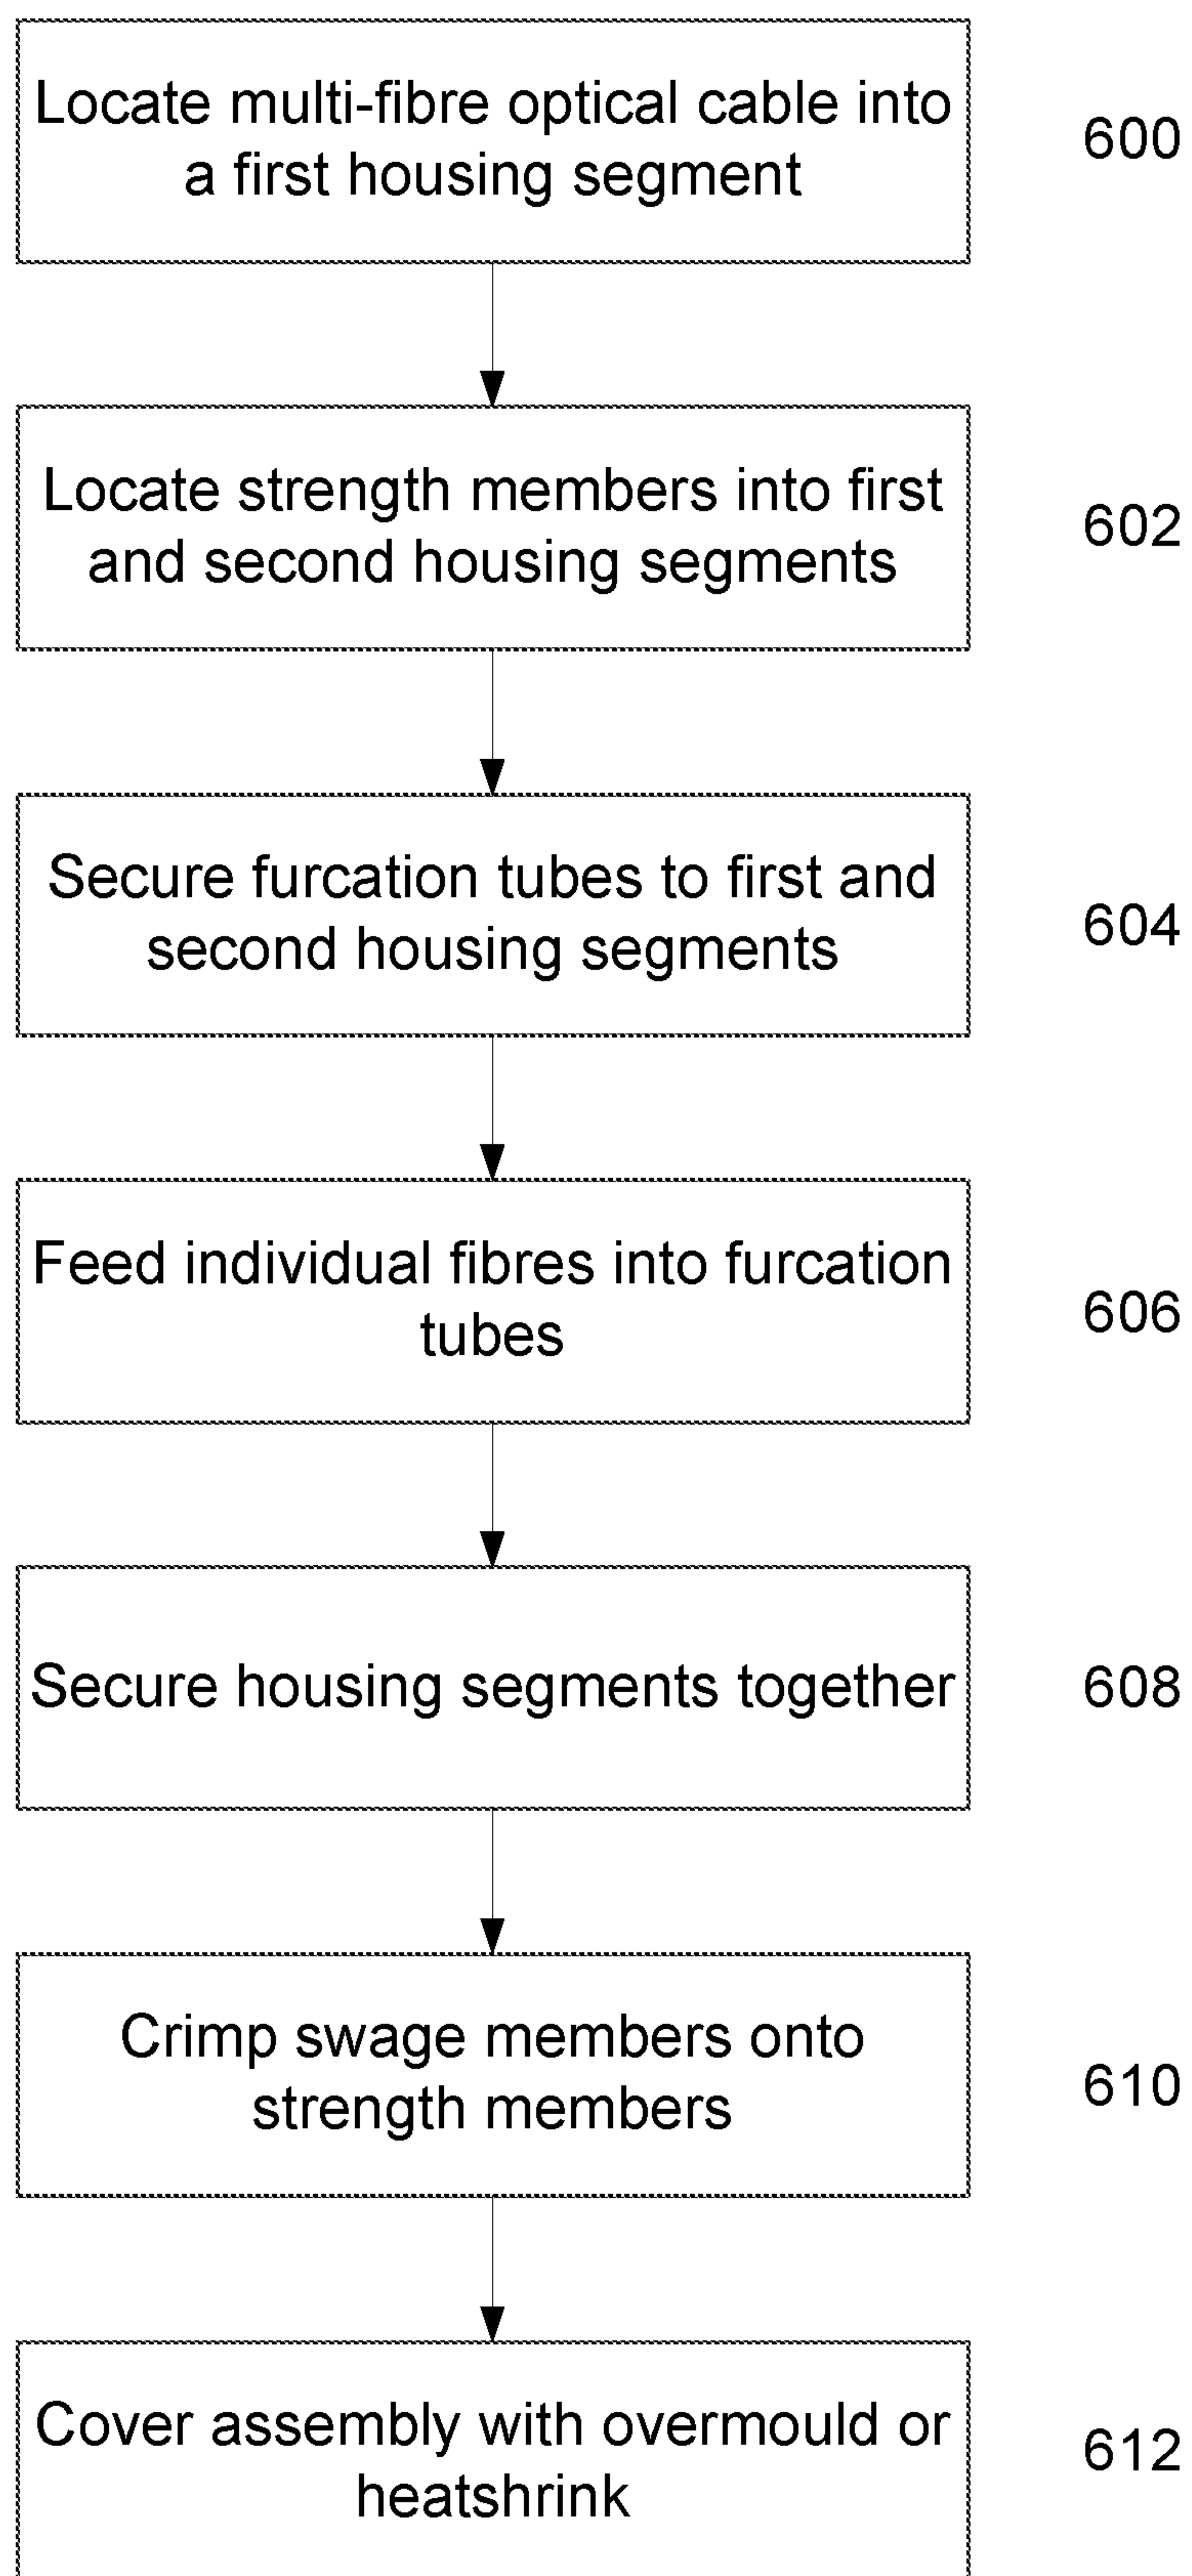 Locate multi-fibre optical cable into
a first housing segment
600
Locate strength members into first
and second housing segments
602
Secure furcation tubes to first and
second housing segments
604
Feed individual fibres into furcation
tubes
606
Secure housing segments together
608
Crimp swage members onto
strength members
610
Cover assembly with overmould or
heatshrink
612